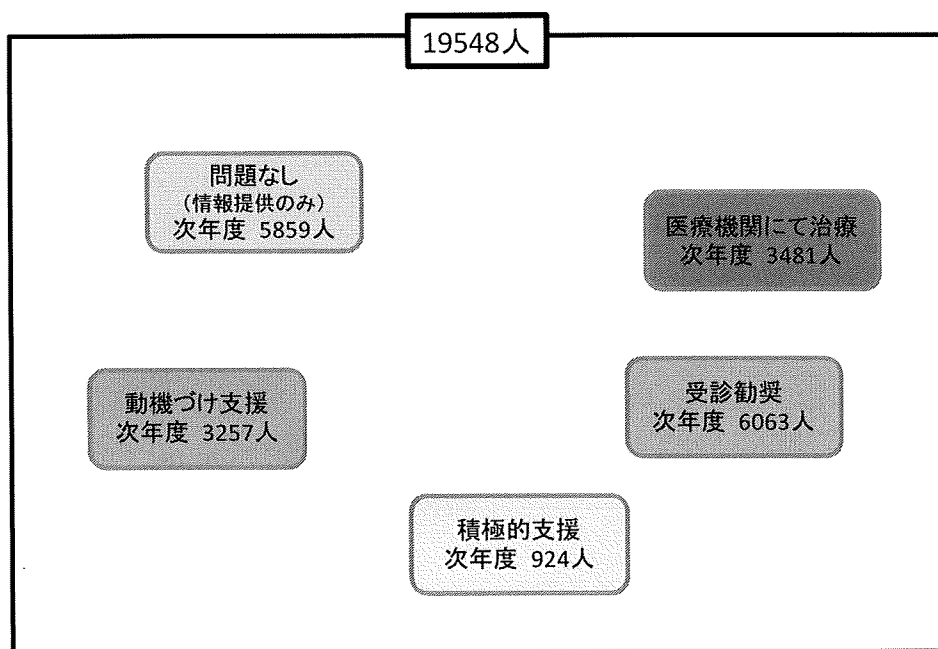 19548人
問題なし
（情報提供のみ）
次年度 5859人
医療機関にて治療
次年度 3481人
動機づけ支援
次年度 3257人
受診勧奨
次年度 6063人
積極的支援
次年度 924人